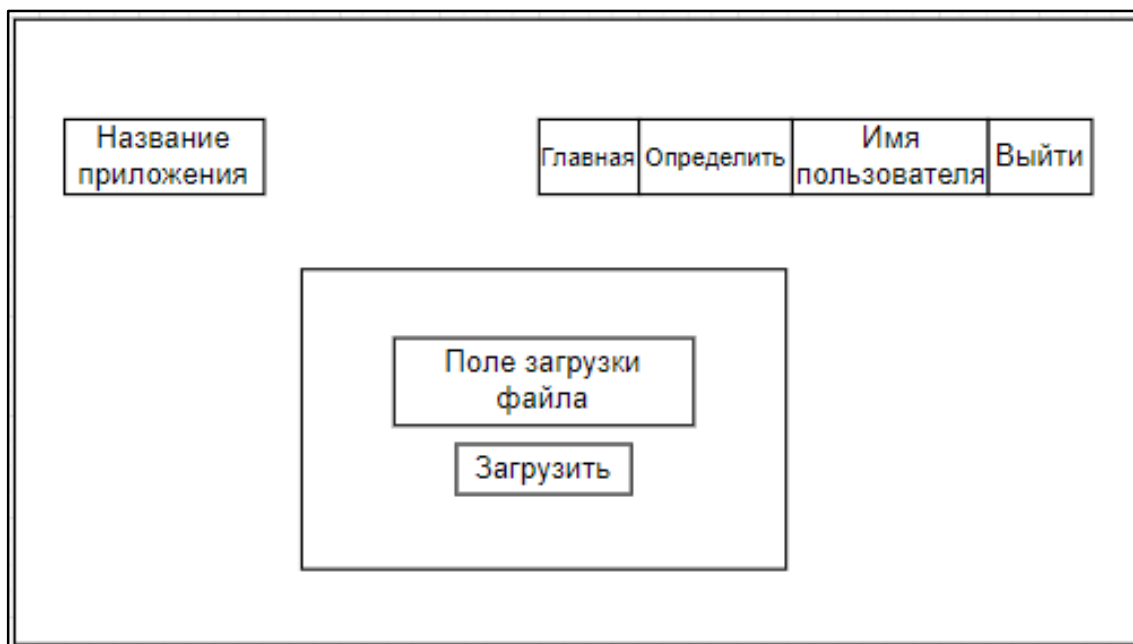 Название
приложения
Главная
Определить
Имя
пользователя
Выйти
Поле загрузки
файла
Загрузить